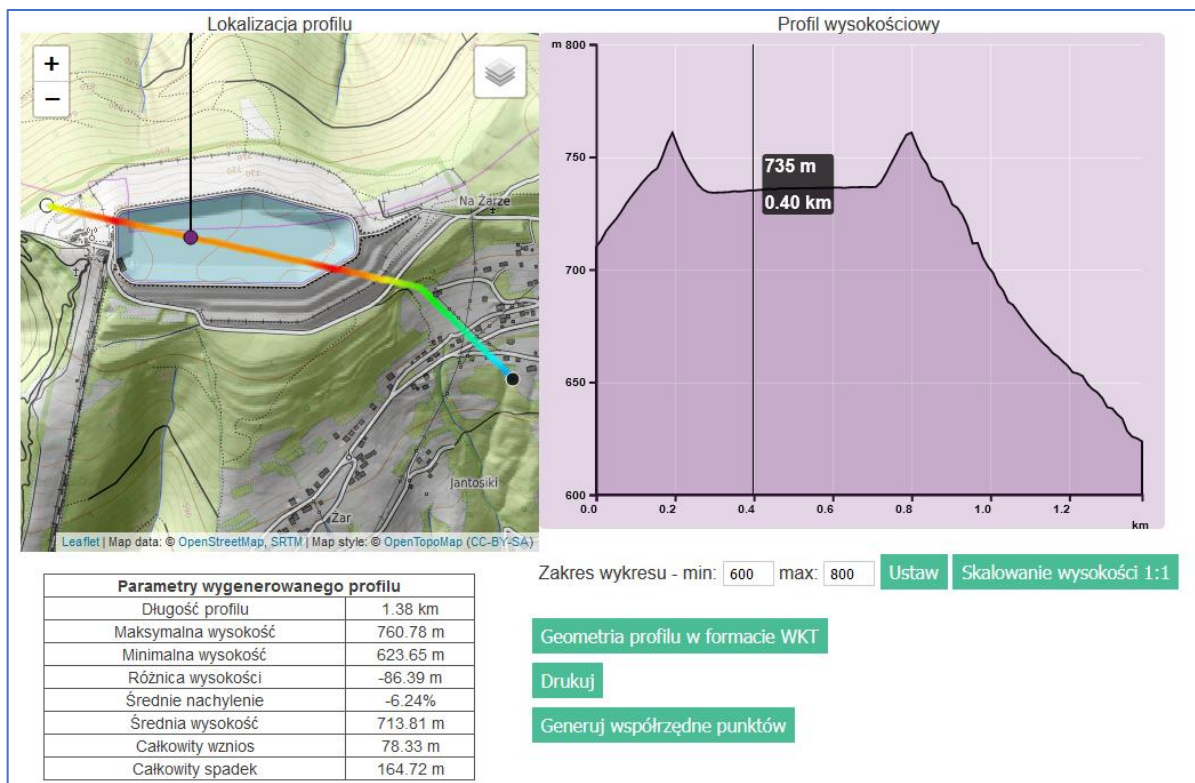 Lokalizacja profilu
+
−
Na Żarze
Jantosiki
Żar
Leaflet | Map data: © OpenStreetMap, SRTM | Map style: © OpenTopoMap (CC-BY-SA)
Profil wysokościowy
m 800
750
700
650
600
735 m
0.40 km
0.0 0.2 0.4 0.6 0.8 1.0 1.2
km
Zakres wykresu - min: 600 max: 800 Ustaw Skalowanie wysokości 1:1
Parametry wygenerowanego profilu
Długość profilu 1.38 km
Maksymalna wysokość 760.78 m
Minimalna wysokość 623.65 m
Różnica wysokości -86.39 m
Średnie nachylenie -6.24%
Średnia wysokość 713.81 m
Całkowity wznios 78.33 m
Całkowity spadek 164.72 m
Geometria profilu w formacie WKT
Drukuj
Generuj współrzędne punktów